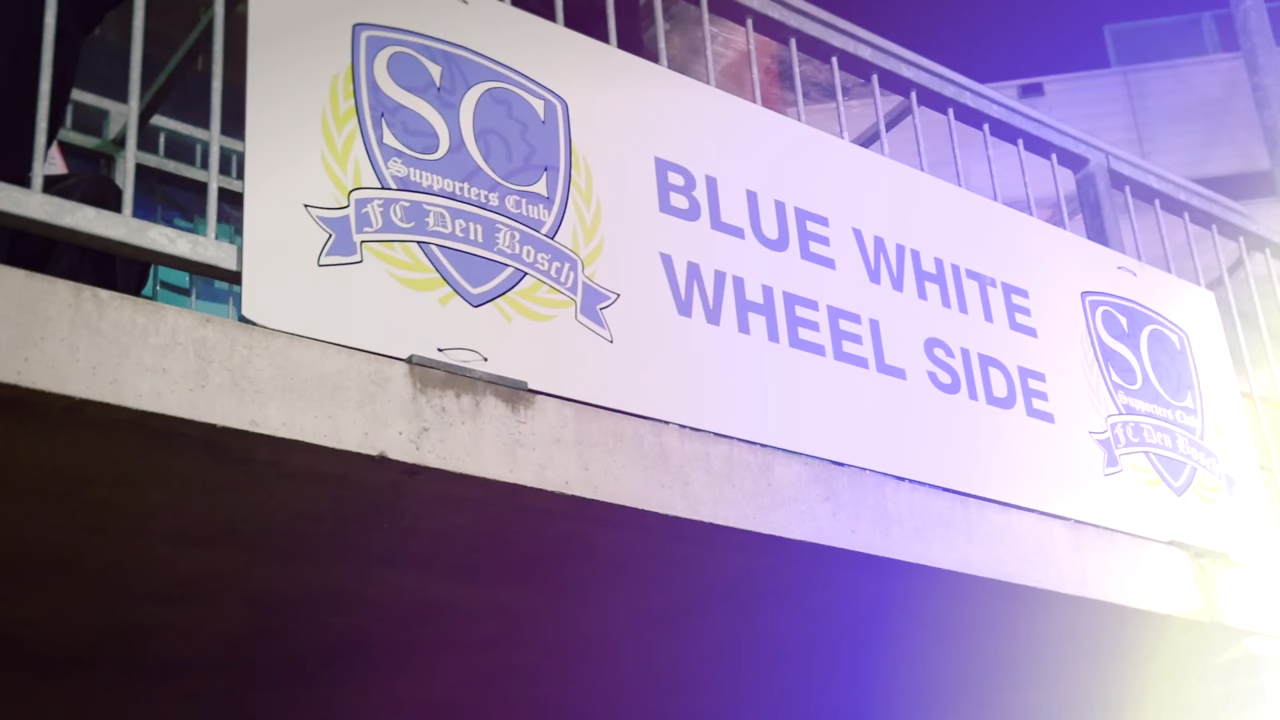 SC
Supporters Club
FC Den Bosch
BLUE WHITE
WHEEL SIDE
SC
Supporters Club
FC Den Bosch